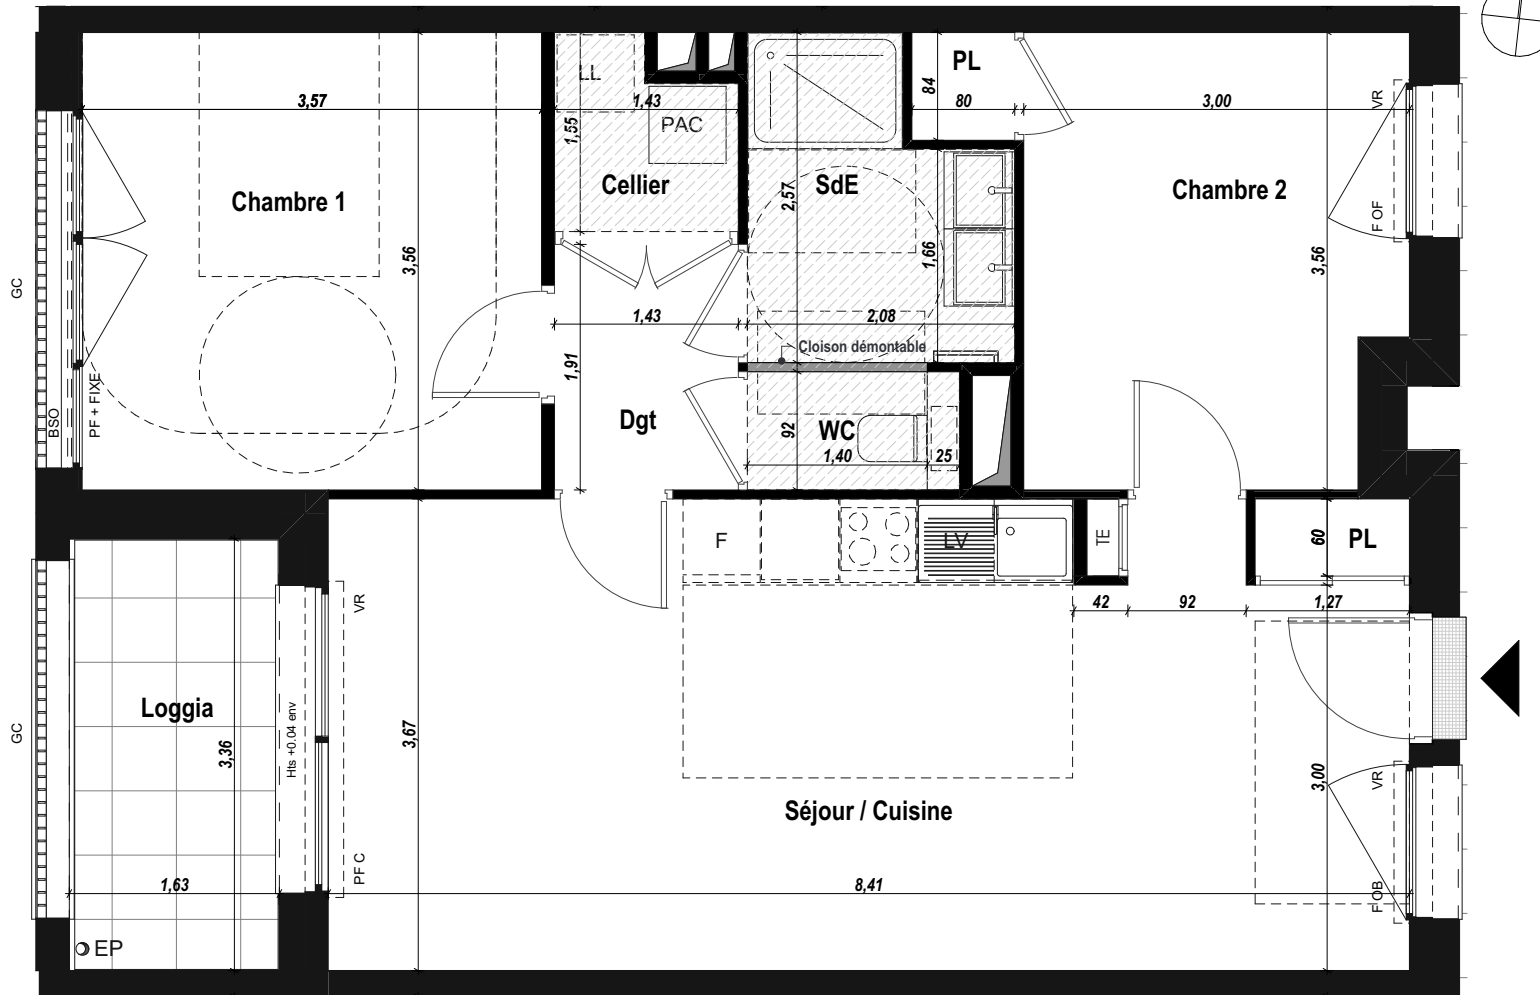 LL
PL
84
VR
3,57
1,43
80
3,00
1,55
PAC
Cellier
SdE
2,57
Chambre 1
Chambre 2
F OF
1,66
3,56
3,56
GC
1,43
2,08
Cloison démontable
1,91
BSO
PF + FIXE
Dgt
92
WC
1,40
25
F
LV
TE
60
PL
VR
42
92
1,27
Loggia
Hts +0.04 env
GC
3,36
3,67
3,00
VR
Séjour / Cuisine
PF C
1,63
8,41
F OB
EP